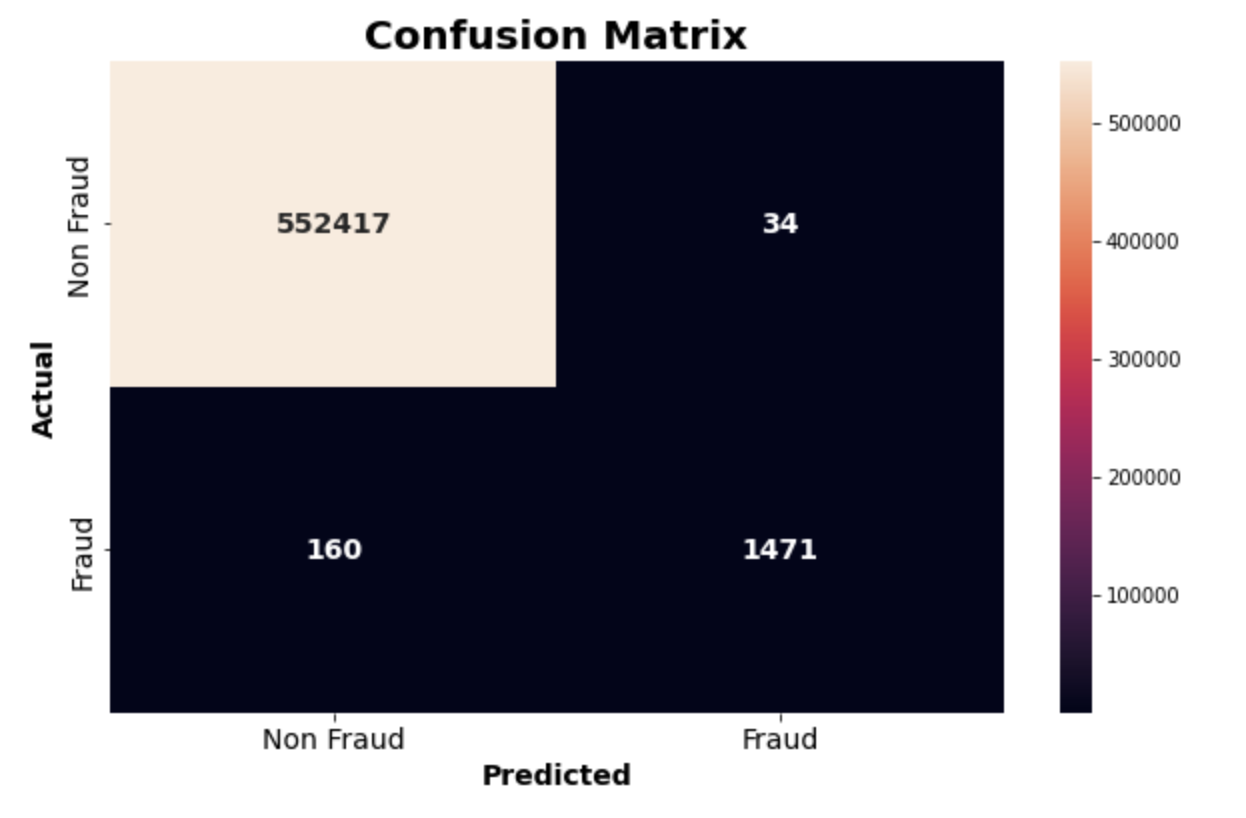 Confusion Matrix
Actual
Non Fraud
Fraud
552417
34
160
1471
Non Fraud
Fraud
Predicted
500000
400000
300000
200000
100000